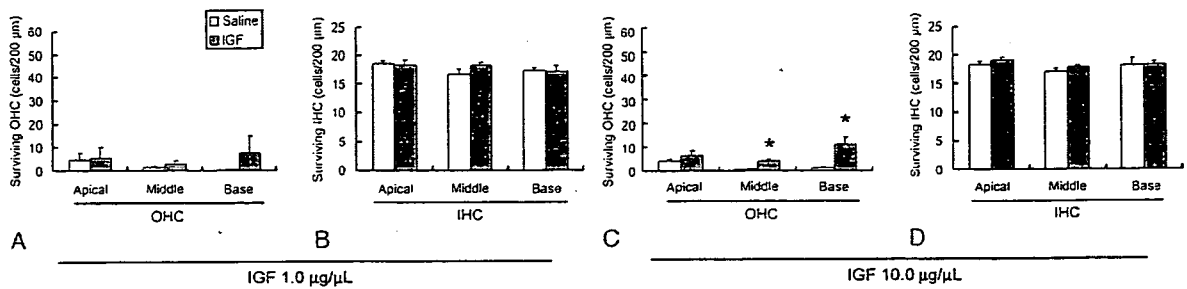 Surviving OHC (cells/200 μm)
60
50
40
30
20
10
0
Saline
IGF
Apical Middle Base
OHC
A
Surviving IHC (cells/200 μm)
25
20
15
10
5
0
Apical Middle Base
IHC
B
IGF 1.0 μg/μL
Surviving OHC (cells/200 μm)
60
50
40
30
20
10
0
*
*
Apical Middle Base
OHC
C
Surviving IHC (cells/200 μm)
25
20
15
10
5
0
Apical Middle Base
IHC
D
IGF 10.0 μg/μL